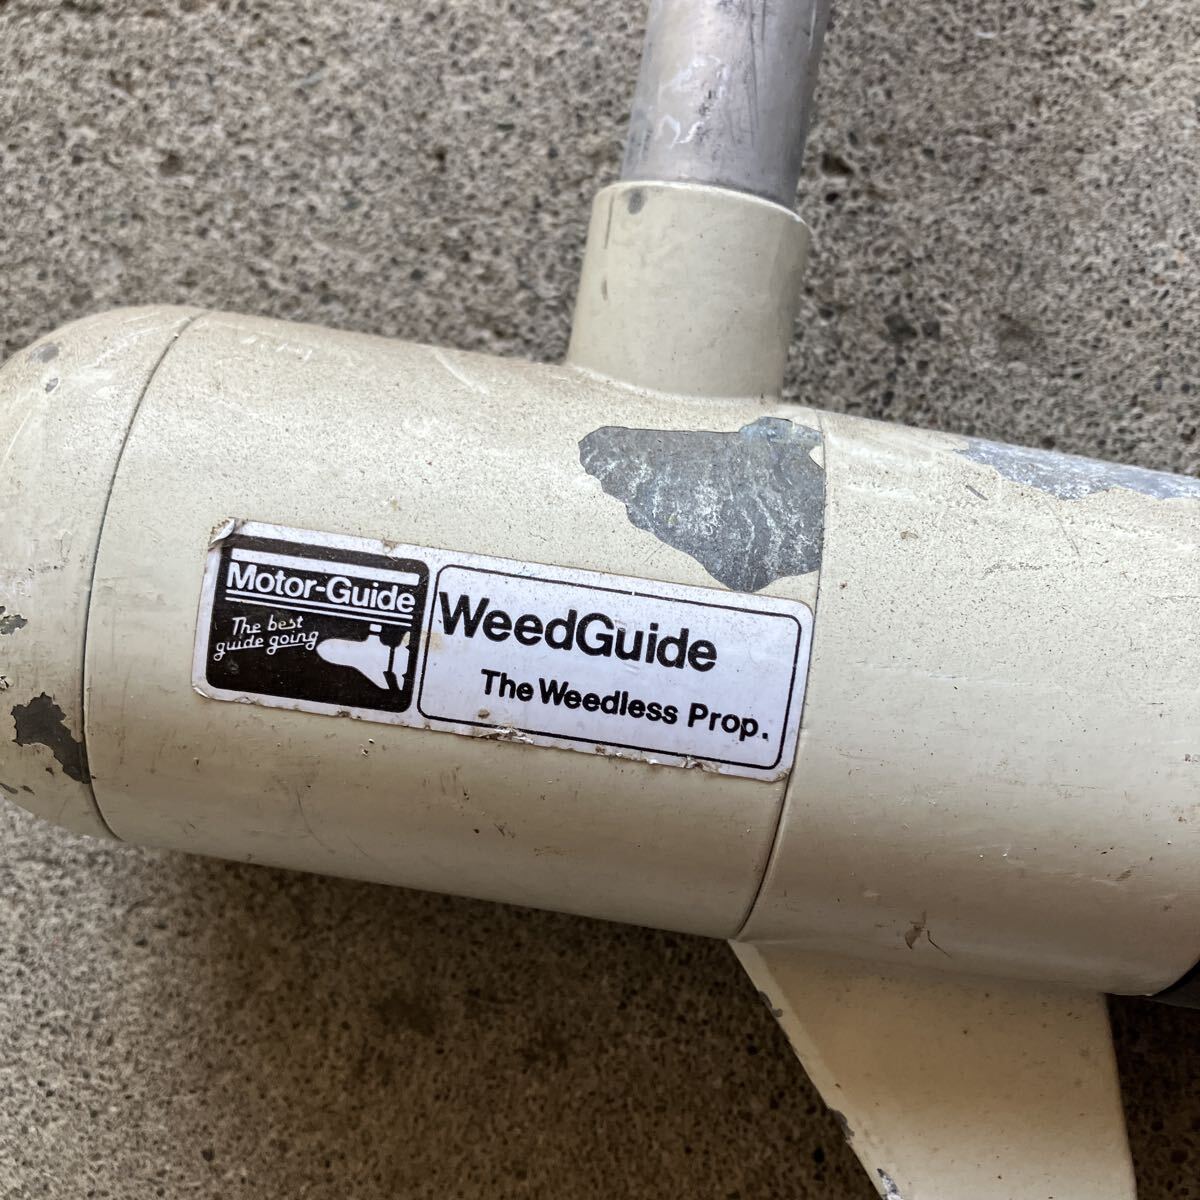 Motor-Guide
The best
guide going
WeedGuide
The Weedless Prop.